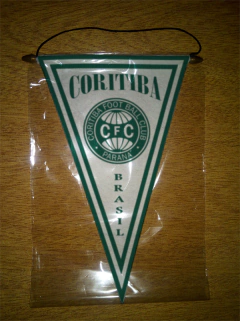 CORITIBA
CORITIBA FOOT BALL CLUB
CFC
PARANÁ
BRASIL